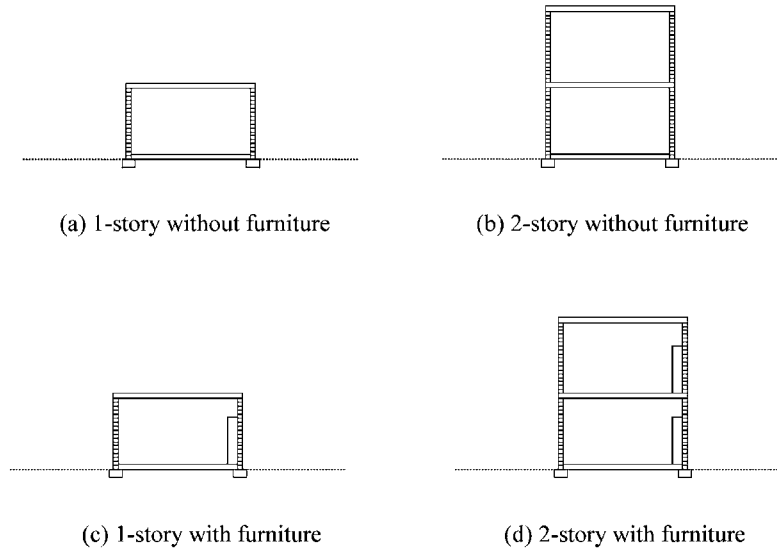 (a) 1-story without furniture
(b) 2-story without furniture
(c) 1-story with furniture
(d) 2-story with furniture